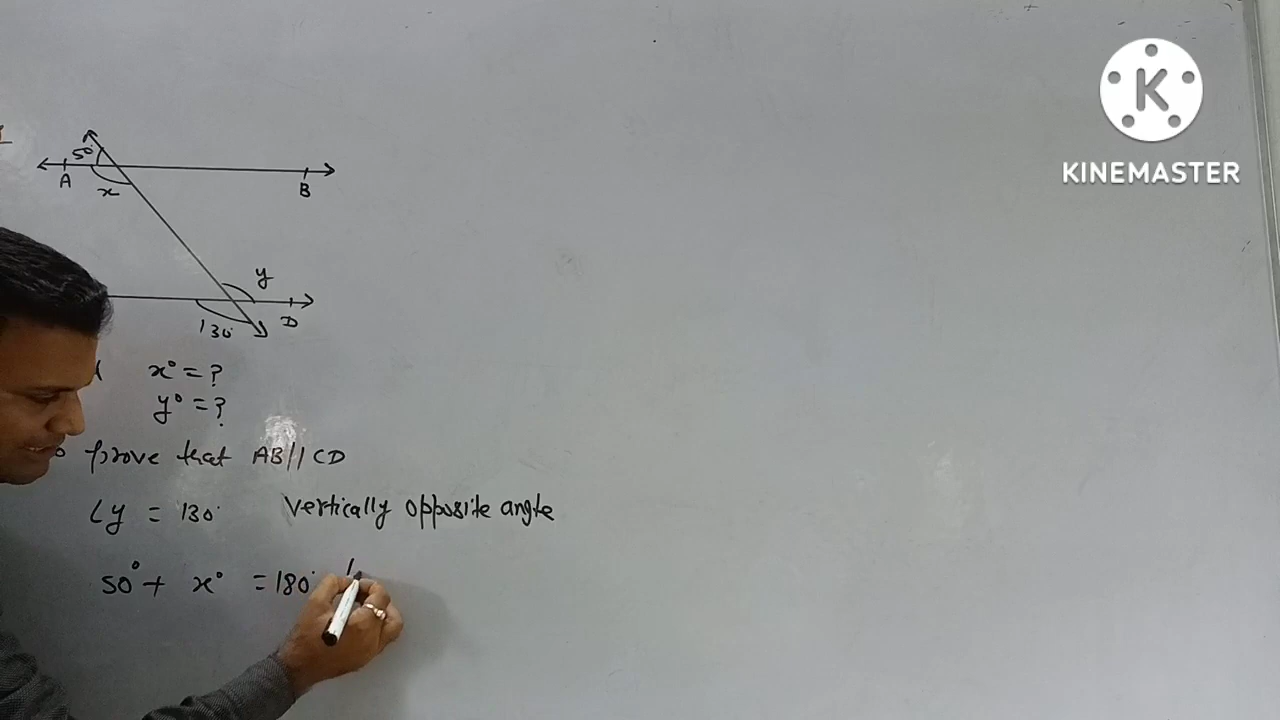 50
A
x
B
y
130°
D
x° = ?
y° = ?
prove that AB // CD
∠y = 130° Vertically opposite angle
50° + x° = 180°
K
KINEMASTER